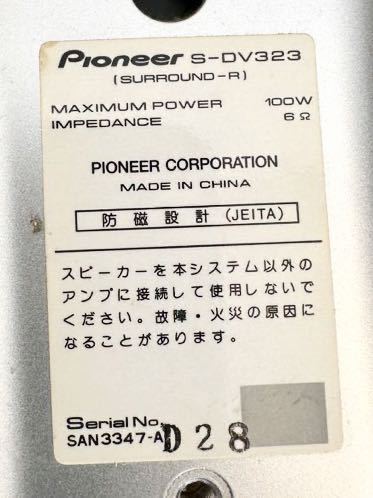 Pioneer S-DV323
(SURROUND-R)
MAXIMUM POWER 100W
IMPEDANCE 6Ω
PIONEER CORPORATION
MADE IN CHINA
防磁設計(JEITA)
スピーカーを本システム以外の
アンプに接続して使用しないで
ください。故障・火災の原因に
なることがあります。
Serial No.
SAN3347-A D28